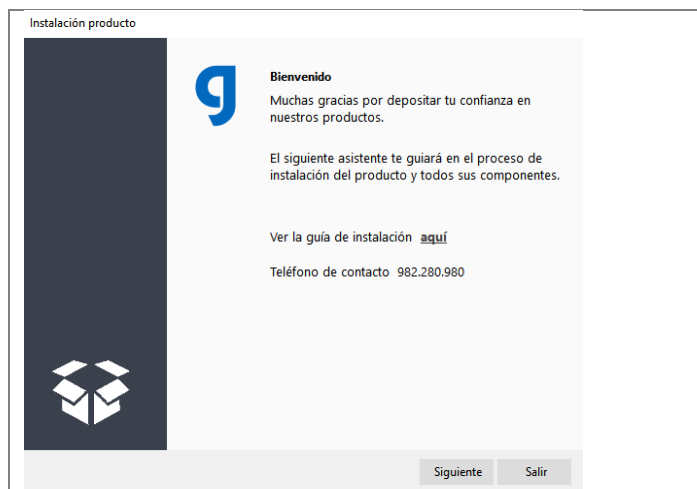 Instalación producto
Bienvenido
Muchas gracias por depositar tu confianza en
nuestros productos.
El siguiente asistente te guiará en el proceso de
instalación del producto y todos sus componentes.
Ver la guía de instalación aquí
Teléfono de contacto 982.280.980
Siguiente
Salir